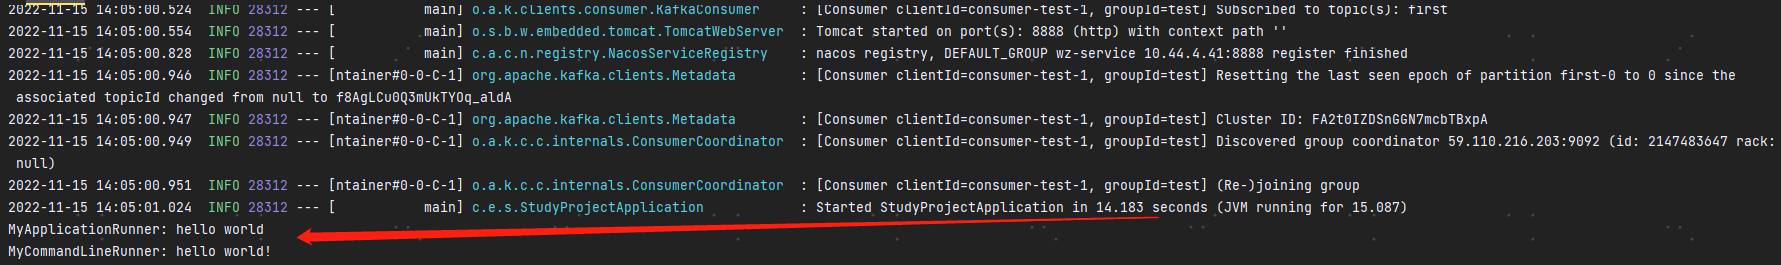 2022-11-15 14:05:00.524  INFO 28312 --- [           main] o.a.k.clients.consumer.KafkaConsumer     : [Consumer clientId=consumer-test-1, groupId=test] Subscribed to topic(s): first
2022-11-15 14:05:00.554  INFO 28312 --- [           main] o.s.b.w.embedded.tomcat.TomcatWebServer  : Tomcat started on port(s): 8888 (http) with context path ''
2022-11-15 14:05:00.828  INFO 28312 --- [           main] c.a.c.n.registry.NacosServiceRegistry    : nacos registry, DEFAULT_GROUP wz-service 10.44.4.41:8888 register finished
2022-11-15 14:05:00.946  INFO 28312 --- [ntainer#0-0-C-1] org.apache.kafka.clients.Metadata        : [Consumer clientId=consumer-test-1, groupId=test] Resetting the last seen epoch of partition first-0 to 0 since the
 associated topicId changed from null to f8AgLCu0Q3mUkTYOq_aldA
2022-11-15 14:05:00.947  INFO 28312 --- [ntainer#0-0-C-1] org.apache.kafka.clients.Metadata        : [Consumer clientId=consumer-test-1, groupId=test] Cluster ID: FA2t0IZDSnGGN7mcbTBxpA
2022-11-15 14:05:00.949  INFO 28312 --- [ntainer#0-0-C-1] o.a.k.c.c.internals.ConsumerCoordinator  : [Consumer clientId=consumer-test-1, groupId=test] Discovered group coordinator 59.110.216.203:9092 (id: 2147483647 rack:
 null)
2022-11-15 14:05:00.951  INFO 28312 --- [ntainer#0-0-C-1] o.a.k.c.c.internals.ConsumerCoordinator  : [Consumer clientId=consumer-test-1, groupId=test] (Re-)joining group
2022-11-15 14:05:01.024  INFO 28312 --- [           main] c.e.s.StudyProjectApplication            : Started StudyProjectApplication in 14.183 seconds (JVM running for 15.087)
MyApplicationRunner: hello world
MyCommandLineRunner: hello world!